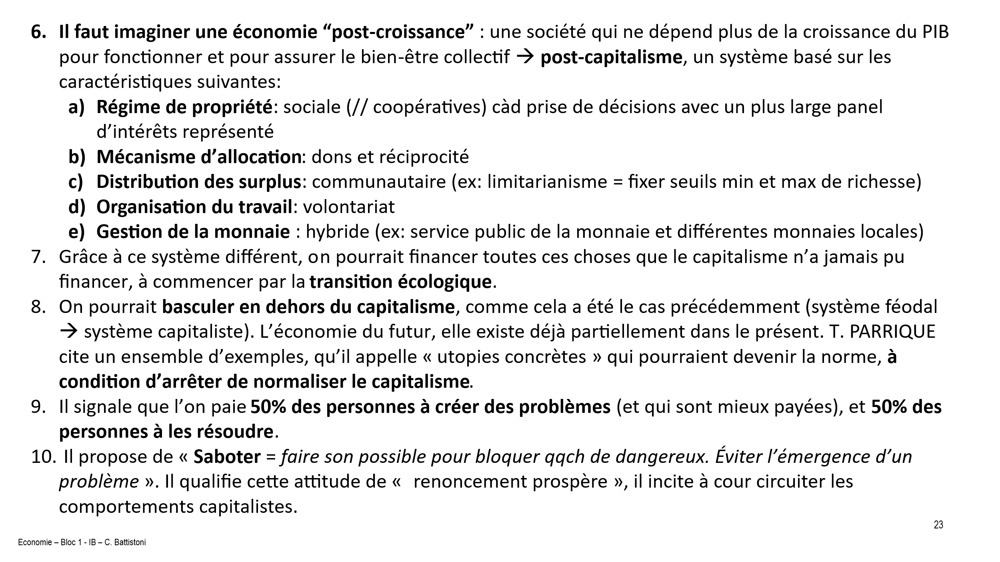 6. Il faut imaginer une économie “post-croissance” : une société qui ne dépend plus de la croissance du PIB
pour fonctionner et pour assurer le bien-être collectif → post-capitalisme, un système basé sur les
caractéristiques suivantes:
a) Régime de propriété: sociale (// coopératives) càd prise de décisions avec un plus large panel
d’intérêts représenté
b) Mécanisme d’allocation: dons et réciprocité
c) Distribution des surplus: communautaire (ex: limitarianisme = fixer seuils min et max de richesse)
d) Organisation du travail: volontariat
e) Gestion de la monnaie : hybride (ex: service public de la monnaie et différentes monnaies locales)
7. Grâce à ce système différent, on pourrait financer toutes ces choses que le capitalisme n’a jamais pu
financer, à commencer par la transition écologique.
8. On pourrait basculer en dehors du capitalisme, comme cela a été le cas précédemment (système féodal
→ système capitaliste). L’économie du futur, elle existe déjà partiellement dans le présent. T. PARRIQUE
cite un ensemble d’exemples, qu’il appelle « utopies concrètes » qui pourraient devenir la norme, à
condition d’arrêter de normaliser le capitalisme.
9. Il signale que l’on paie 50% des personnes à créer des problèmes (et qui sont mieux payées), et 50% des
personnes à les résoudre.
10. Il propose de « Saboter = faire son possible pour bloquer qqch de dangereux. Éviter l’émergence d’un
problème ». Il qualifie cette attitude de « renoncement prospère », il incite à cour circuiter les
comportements capitalistes.
23
Economie – Bloc 1 - IB – C. Battistoni